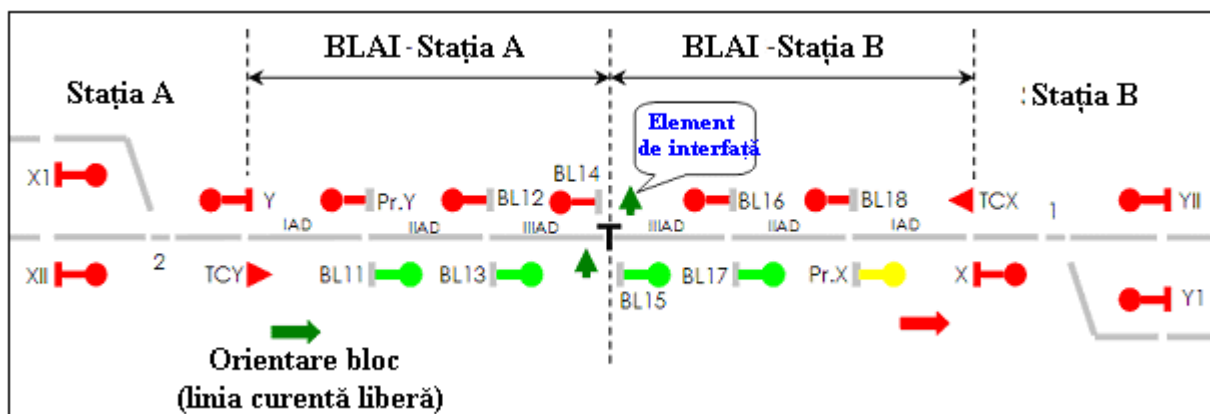 BLAI - Stația A
BLAI -Stația B
Stația A
: Stația B
Element
de interfață
X1
Y
Pr.Y
BL12
BL14
BL16
BL18
TCX
1
YII
IAD
IIAD
IIIAD
IIIAD
IIAD
IAD
XII
2
TCY
BL11
BL13
BL15
BL17
Pr.X
X
Y1
Orientare bloc
(linia curentă liberă)